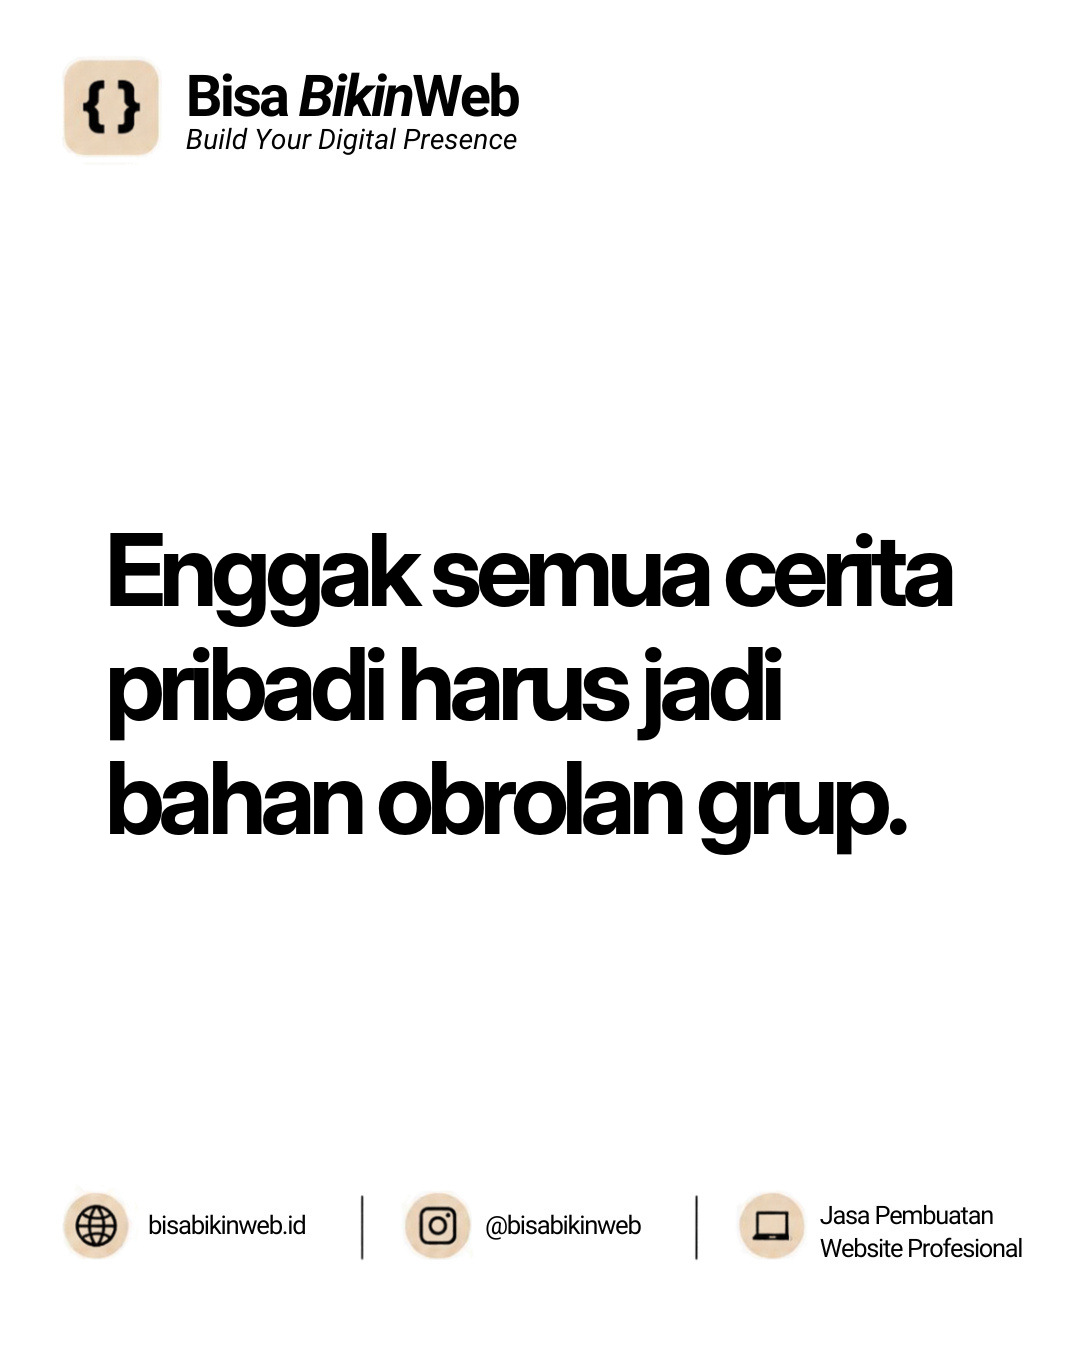 { }
Bisa BikinWeb
Build Your Digital Presence
Enggak semua cerita
pribadi harus jadi
bahan obrolan grup.
bisabikinweb.id
@bisabikinweb
Jasa Pembuatan
Website Profesional